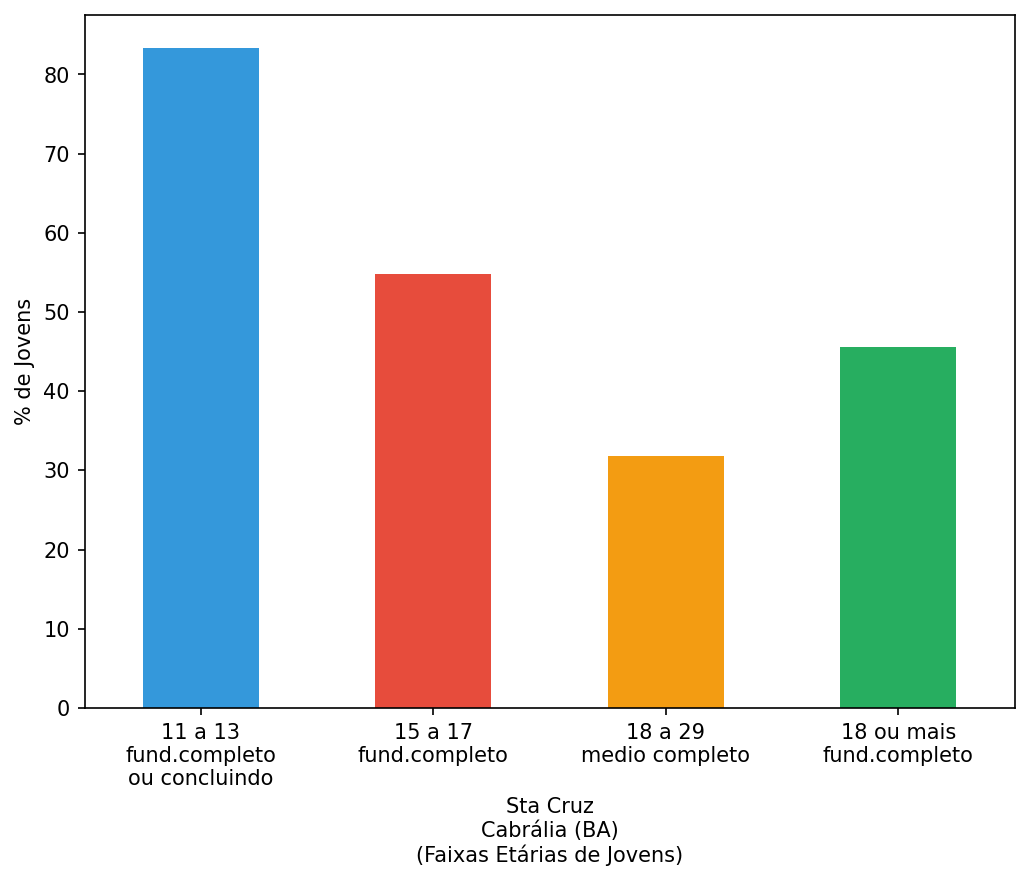 % de Jovens
80
70
60
50
40
30
20
10
0
11 a 13
fund.completo
ou concluindo
15 a 17
fund.completo
18 a 29
medio completo
18 ou mais
fund.completo
Sta Cruz
Cabrália (BA)
(Faixas Etárias de Jovens)